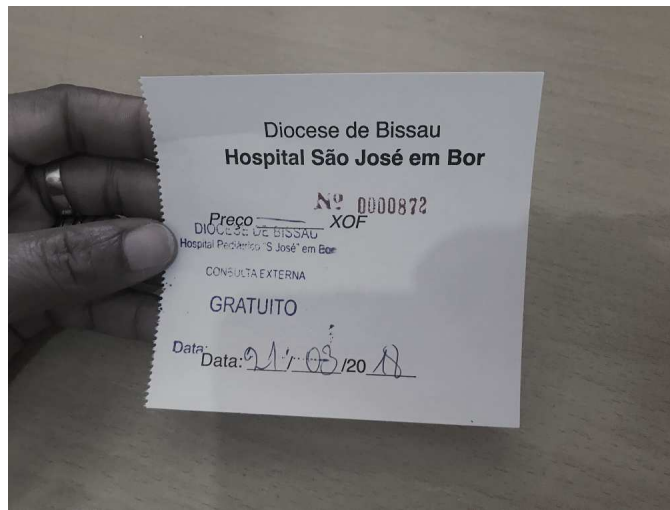 Diocese de Bissau
Hospital São José em Bor
Nº 0000872
Preço XOF
DIOCESE DE BISSAU
Hospital Pediátrico "S José" em Bor
CONSULTA EXTERNA
GRATUITO
Data:
Data: 21/03/2018